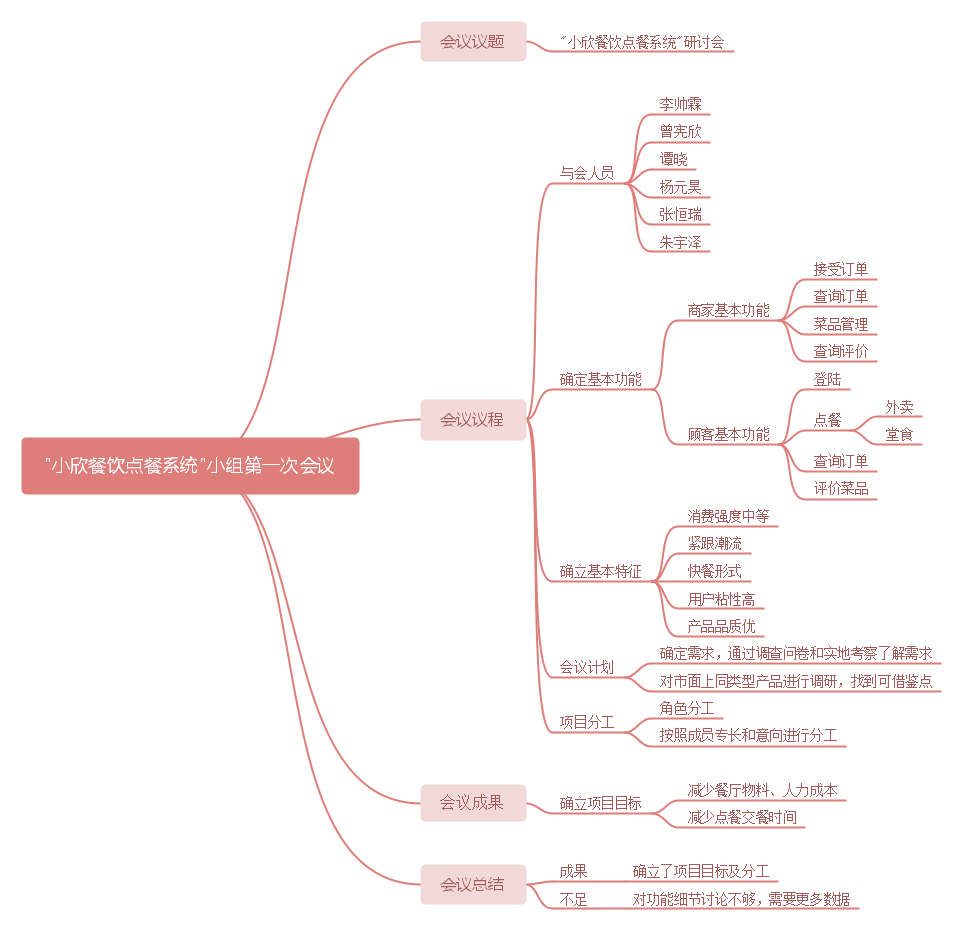 "小欣餐饮点餐系统"小组第一次会议
会议议题
"小欣餐饮点餐系统"研讨会
会议议程
与会人员
李帅霖
曾宪欣
谭晓
杨元昊
张恒瑞
朱宇泽
确定基本功能
商家基本功能
接受订单
查询订单
菜品管理
查询评价
顾客基本功能
登陆
点餐
外卖
堂食
查询订单
评价菜品
确立基本特征
消费强度中等
紧跟潮流
快餐形式
用户粘性高
产品品质优
会议计划
确定需求，通过调查问卷和实地考察了解需求
对市面上同类型产品进行调研，找到可借鉴点
项目分工
角色分工
按照成员专长和意向进行分工
会议成果
确立项目目标
减少餐厅物料、人力成本
减少点餐交餐时间
会议总结
成果
确立了项目目标及分工
不足
对功能细节讨论不够，需要更多数据